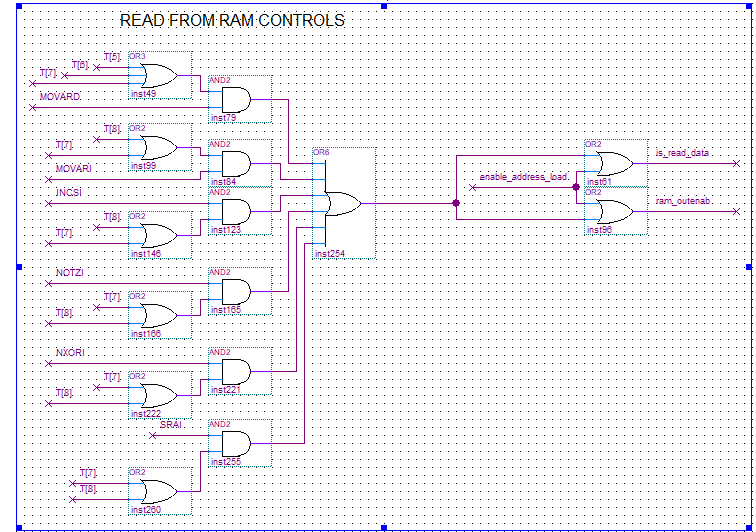 READ FROM RAM CONTROLS
T[5]. OR3
T[6].
T[7].
inst49
AND2
MOVARD.
inst79
T[8]. OR2
T[7].
inst99
AND2
MOVARI
inst84
OR6
INCSI
AND2
T[8]. OR2
inst123
T[7].
inst146
inst254
OR2
is_read_data
enable_address_load.
inst61
OR2
ram_outenab
inst96
NOTZI
AND2
T[7]. OR2
inst165
T[8].
inst166
NXORI
AND2
T[7]. OR2
inst221
T[8].
inst222
SRAI
AND2
inst255
T[7]. OR2
T[8].
inst260